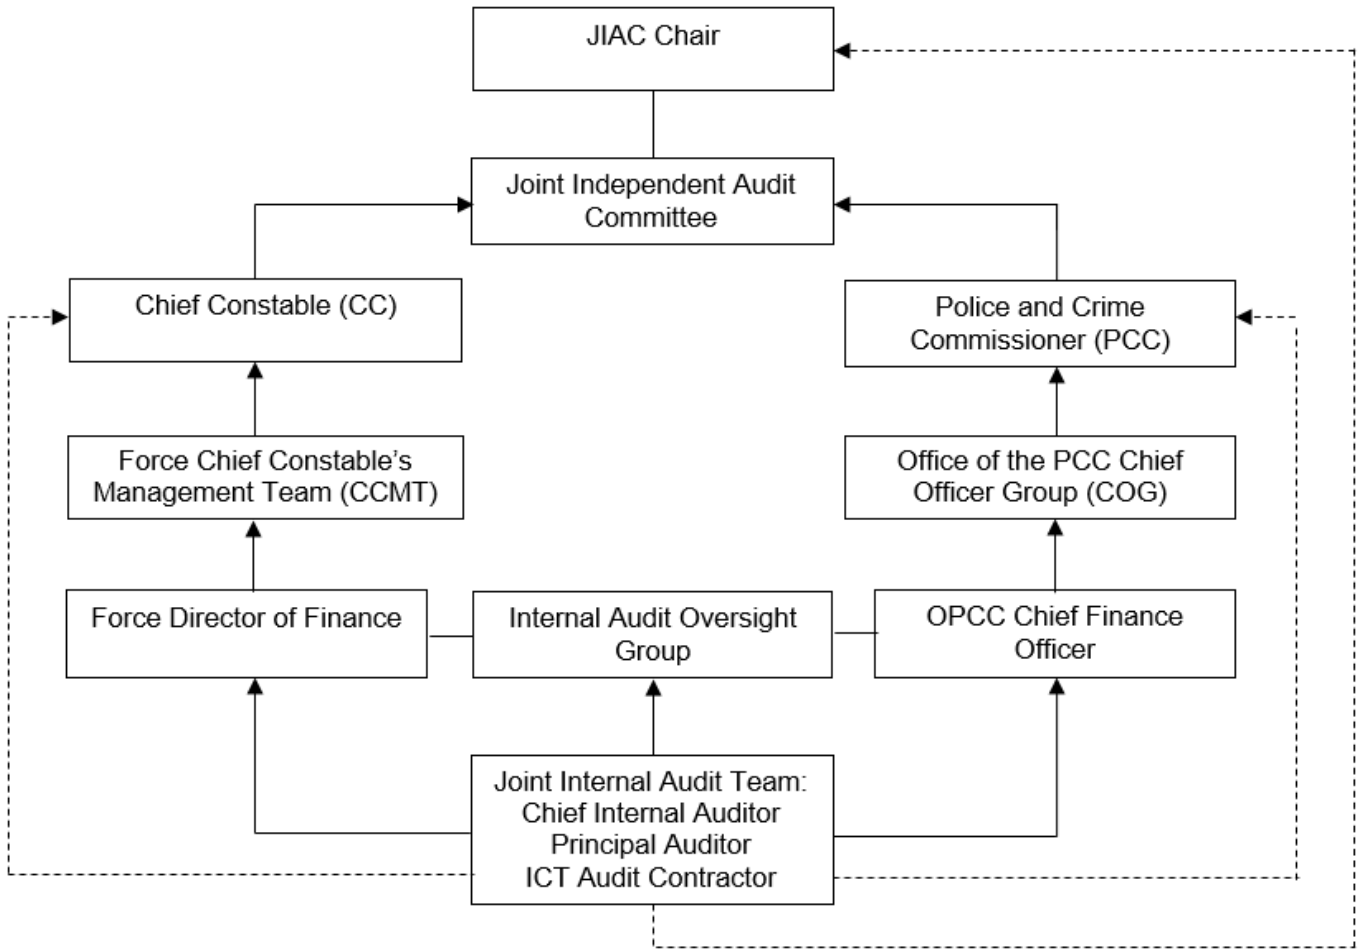 JIAC Chair
Joint Independent Audit
Committee
Chief Constable (CC)
Police and Crime
Commissioner (PCC)
Force Chief Constable’s
Management Team (CCMT)
Office of the PCC Chief
Officer Group (COG)
Force Director of Finance
Internal Audit Oversight
Group
OPCC Chief Finance
Officer
Joint Internal Audit Team:
Chief Internal Auditor
Principal Auditor
ICT Audit Contractor